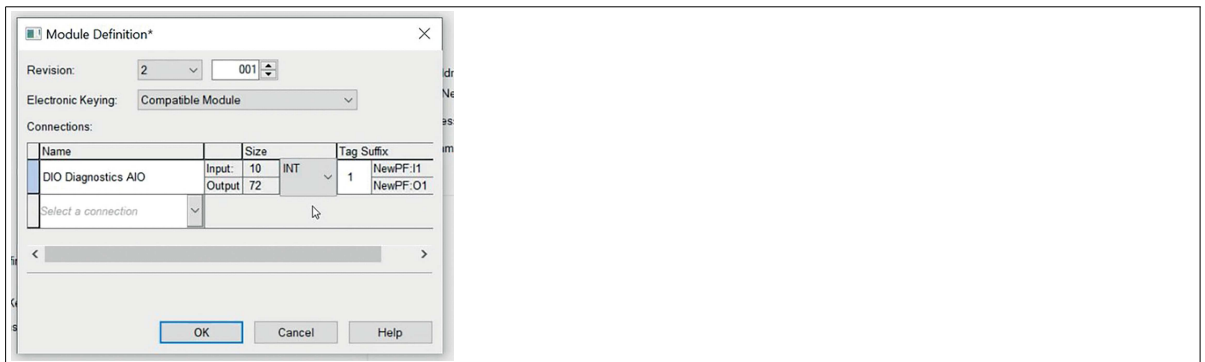 Module Definition*
Revision: 2 001
Electronic Keying: Compatible Module
Connections:
Name Size Tag Suffix
DIO Diagnostics AIO Input: 10 INT 1 NewPF:I1
Output 72 NewPF:O1
Select a connection
OK Cancel Help